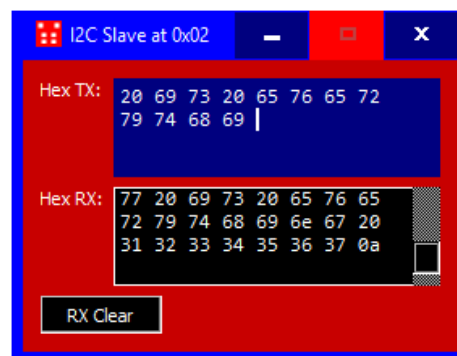 I2C Slave at 0x02
Hex TX:
20 69 73 20 65 76 65 72
79 74 68 69
Hex RX:
77 20 69 73 20 65 76 65
72 79 74 68 69 6e 67 20
31 32 33 34 35 36 37 0a
RX Clear